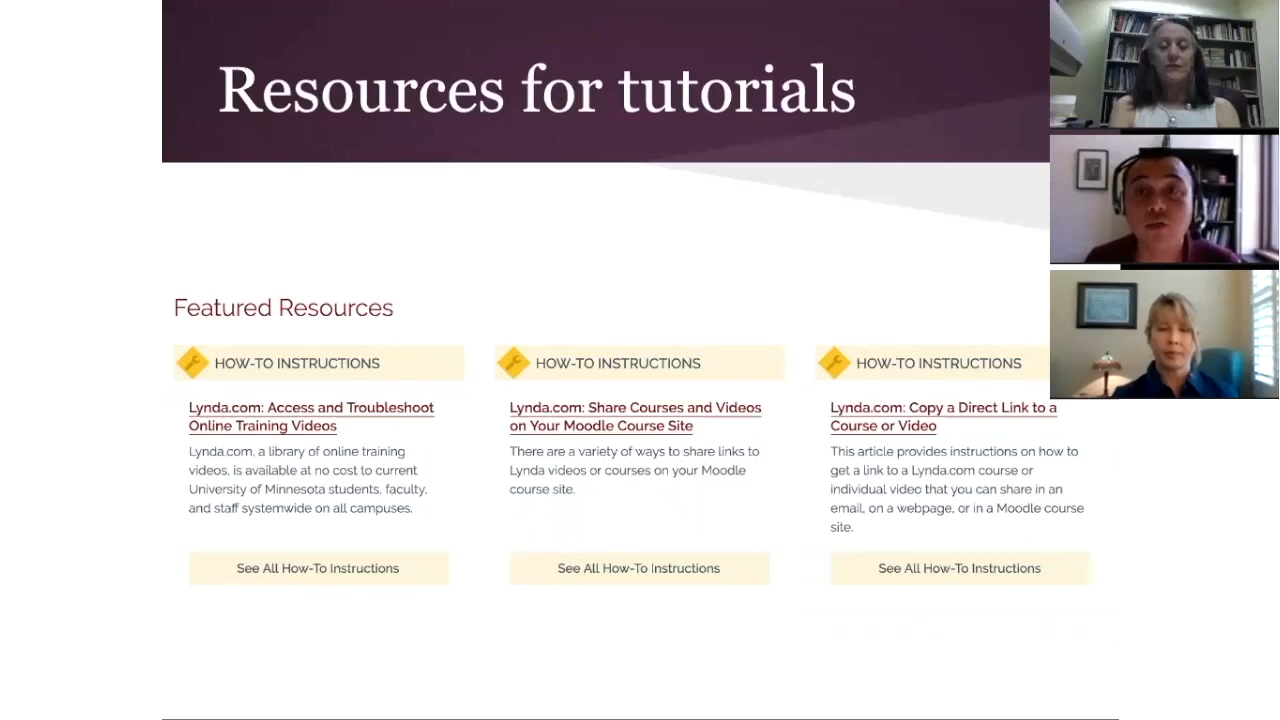 Resources for tutorials
Featured Resources
HOW-TO INSTRUCTIONS
Lynda.com: Access and Troubleshoot
Online Training Videos
Lynda.com, a library of online training
videos, is available at no cost to current
University of Minnesota students, faculty,
and staff systemwide on all campuses.
See All How-To Instructions
HOW-TO INSTRUCTIONS
Lynda.com: Share Courses and Videos
on Your Moodle Course Site
There are a variety of ways to share links to
Lynda videos or courses on your Moodle
course site.
See All How-To Instructions
HOW-TO INSTRUCTIONS
Lynda.com: Copy a Direct Link to a
Course or Video
This article provides instructions on how to
get a link to a Lynda.com course or
individual video that you can share in an
email, on a webpage, or in a Moodle course
site.
See All How-To Instructions